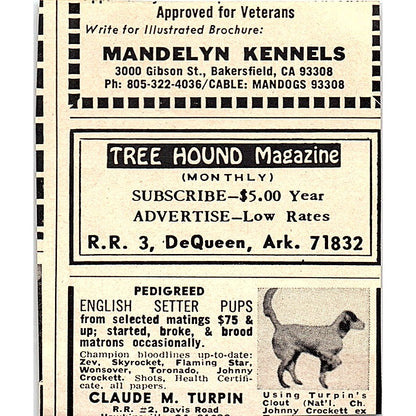 Approved for Veterans
Write for Illustrated Brochure:
MANDELYN KENNELS
3000 Gibson St., Bakersfield, CA 93308
Ph: 805-322-4036/CABLE: MANDOGS 93308
TREE HOUND Magazine
(MONTHLY)
SUBSCRIBE—$5.00 Year
ADVERTISE—Low Rates
R.R. 3, DeQueen, Ark. 71832
PEDIGREED
ENGLISH SETTER PUPS
from selected matings $75 &
up; started, broke, & brood
matrons occasionally.
Champion bloodlines up-to-date:
Zev, Skyrocket, Flaming Star,
Wonsover, Toronado, Johnny
Crockett. Shots, Health Certifi-
cate, all papers.
CLAUDE M. TURPIN
R.R. #2, Davis Road
Using Turpin's
Clout (Nat'l. Ch.
Johnny Crockett ex